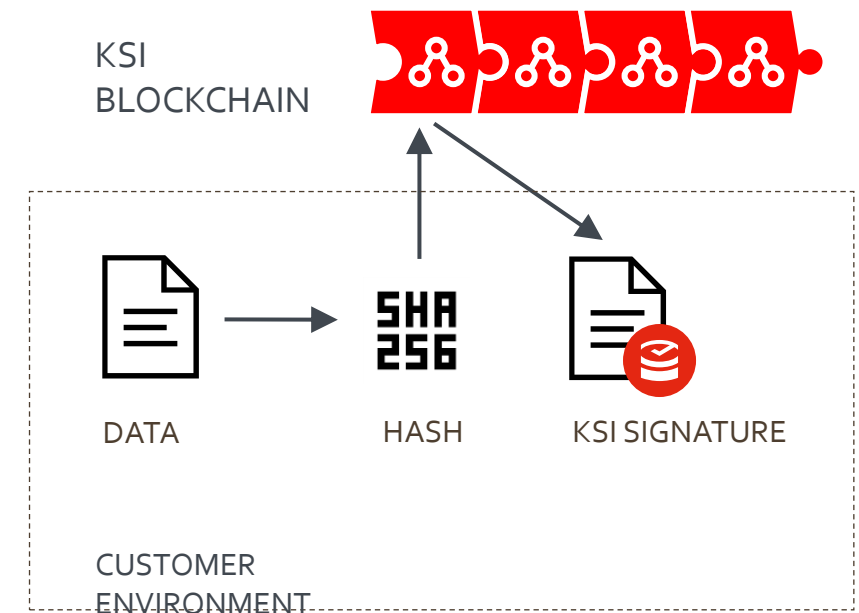 KSI
BLOCKCHAIN
SHA
256
DATA
HASH
KSI SIGNATURE
CUSTOMER
ENVIRONMENT